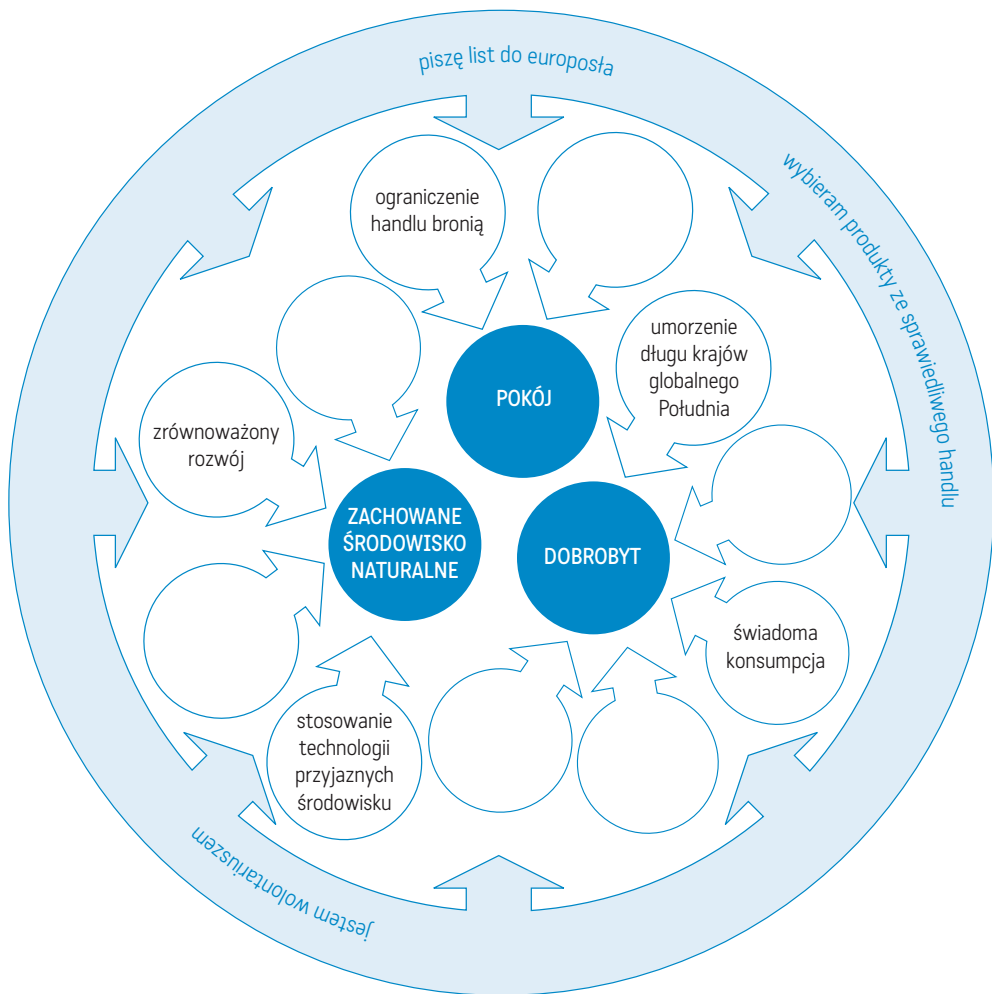 piszę list do europosła
wybieram produkty ze sprawiedliwego handlu
ograniczenie
handlu bronią
umorzenie
długu krajów
globalnego
Południa
POKÓJ
zrównoważony
rozwój
ZACHOWANE
ŚRODOWISKO
NATURALNE
DOBROBYT
świadoma
konsumpcja
stosowanie
technologii
przyjaznych
środowisku
jestem wolontariuszem